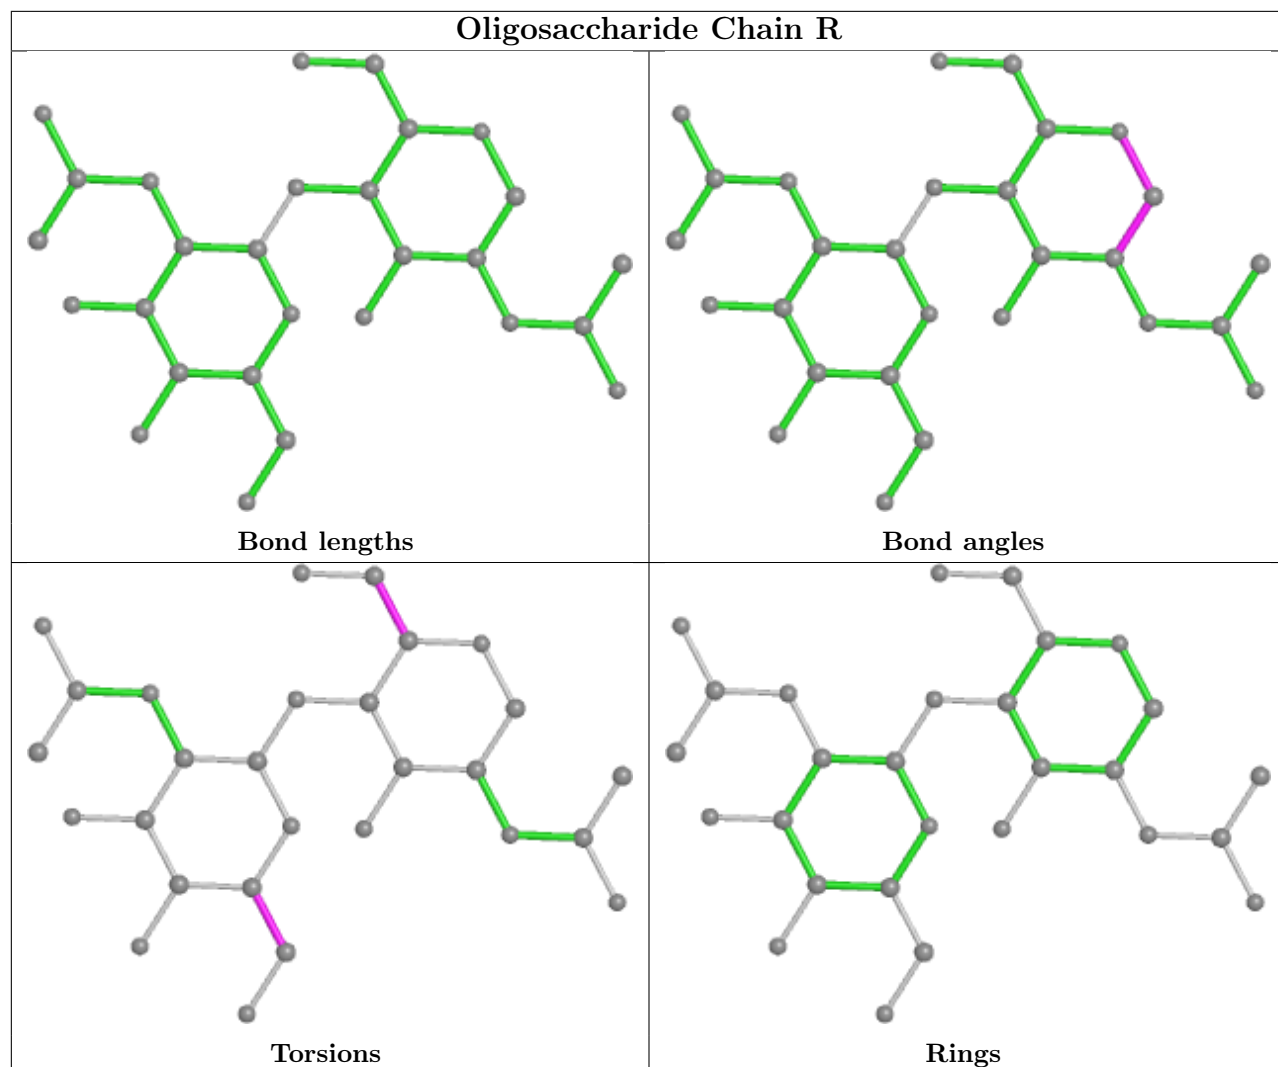 Oligosaccharide Chain R
Bond lengths
Bond angles
Torsions
Rings